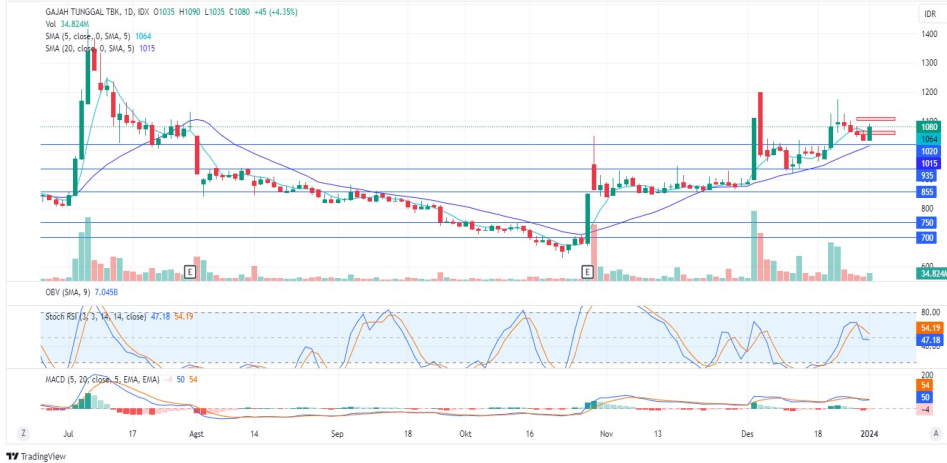 GAJAH TUNGGAL TBK, 1D, IDX O1035 H1090 L1035 C1080 +45 (+4.35%)
IDR
Vol 34.824M
SMA (5, close, 0, SMA, 5) 1064
SMA (20, close, 0, SMA, 5) 1015
1400
1300
1200
1100
1080
1064
1020
1015
935
855
800
750
700
600
34.824M
E
E
OBV (SMA, 9) 7.045B
Stoch RSI (3, 3, 14, 14, close) 47.18 54.19
80.00
54.19
47.18
40.00
MACD (5, 20, close, 5, EMA, EMA) -4 50 54
200
54
50
-4
Z Jul 17 Agst 14 Sep 18 Okt 16 Nov 13 Des 18 2024 A
TradingView